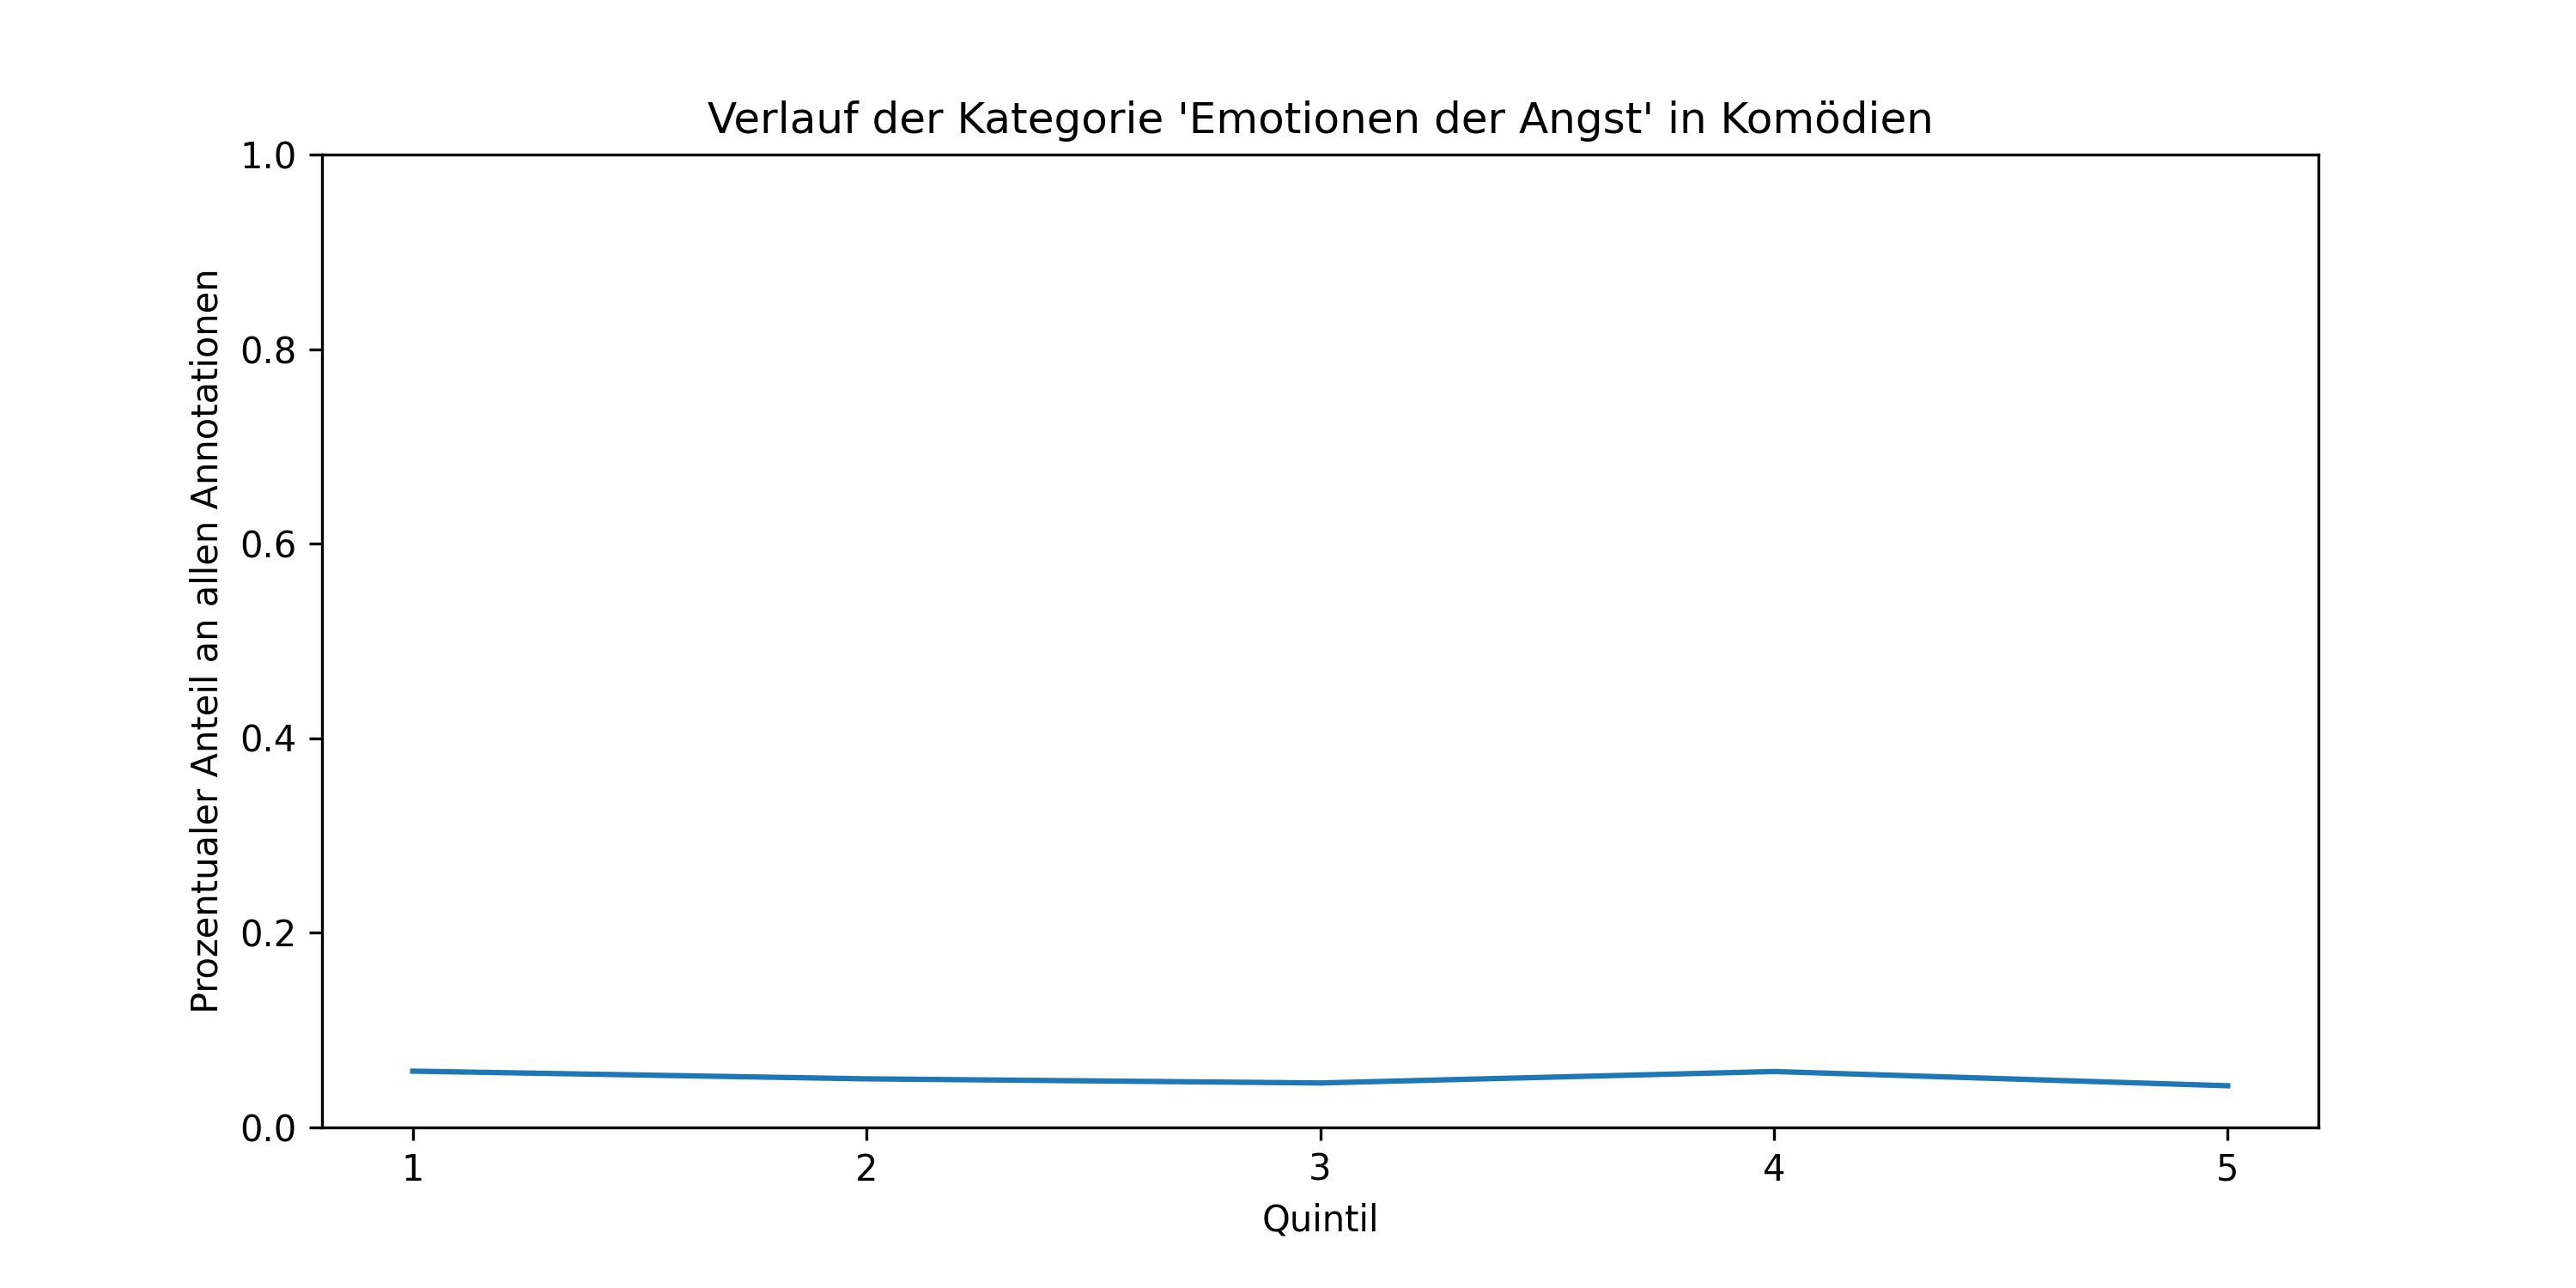 Verlauf der Kategorie 'Emotionen der Angst' in Komödien
Prozentualer Anteil an allen Annotationen
1.0
0.8
0.6
0.4
0.2
0.0
1 2 3 4 5
Quintil